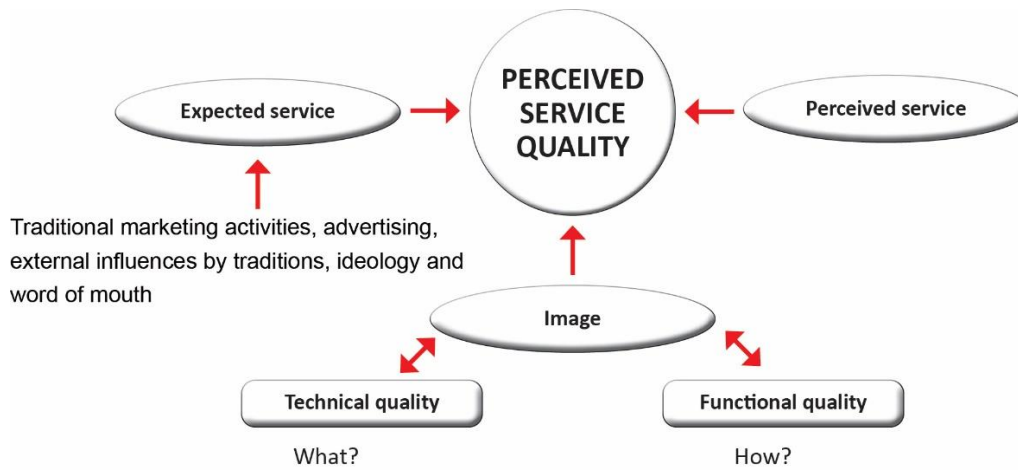 PERCEIVED
SERVICE
QUALITY
Expected service
Perceived service
Traditional marketing activities, advertising,
external influences by traditions, ideology and
word of mouth
Image
Technical quality
Functional quality
What?
How?